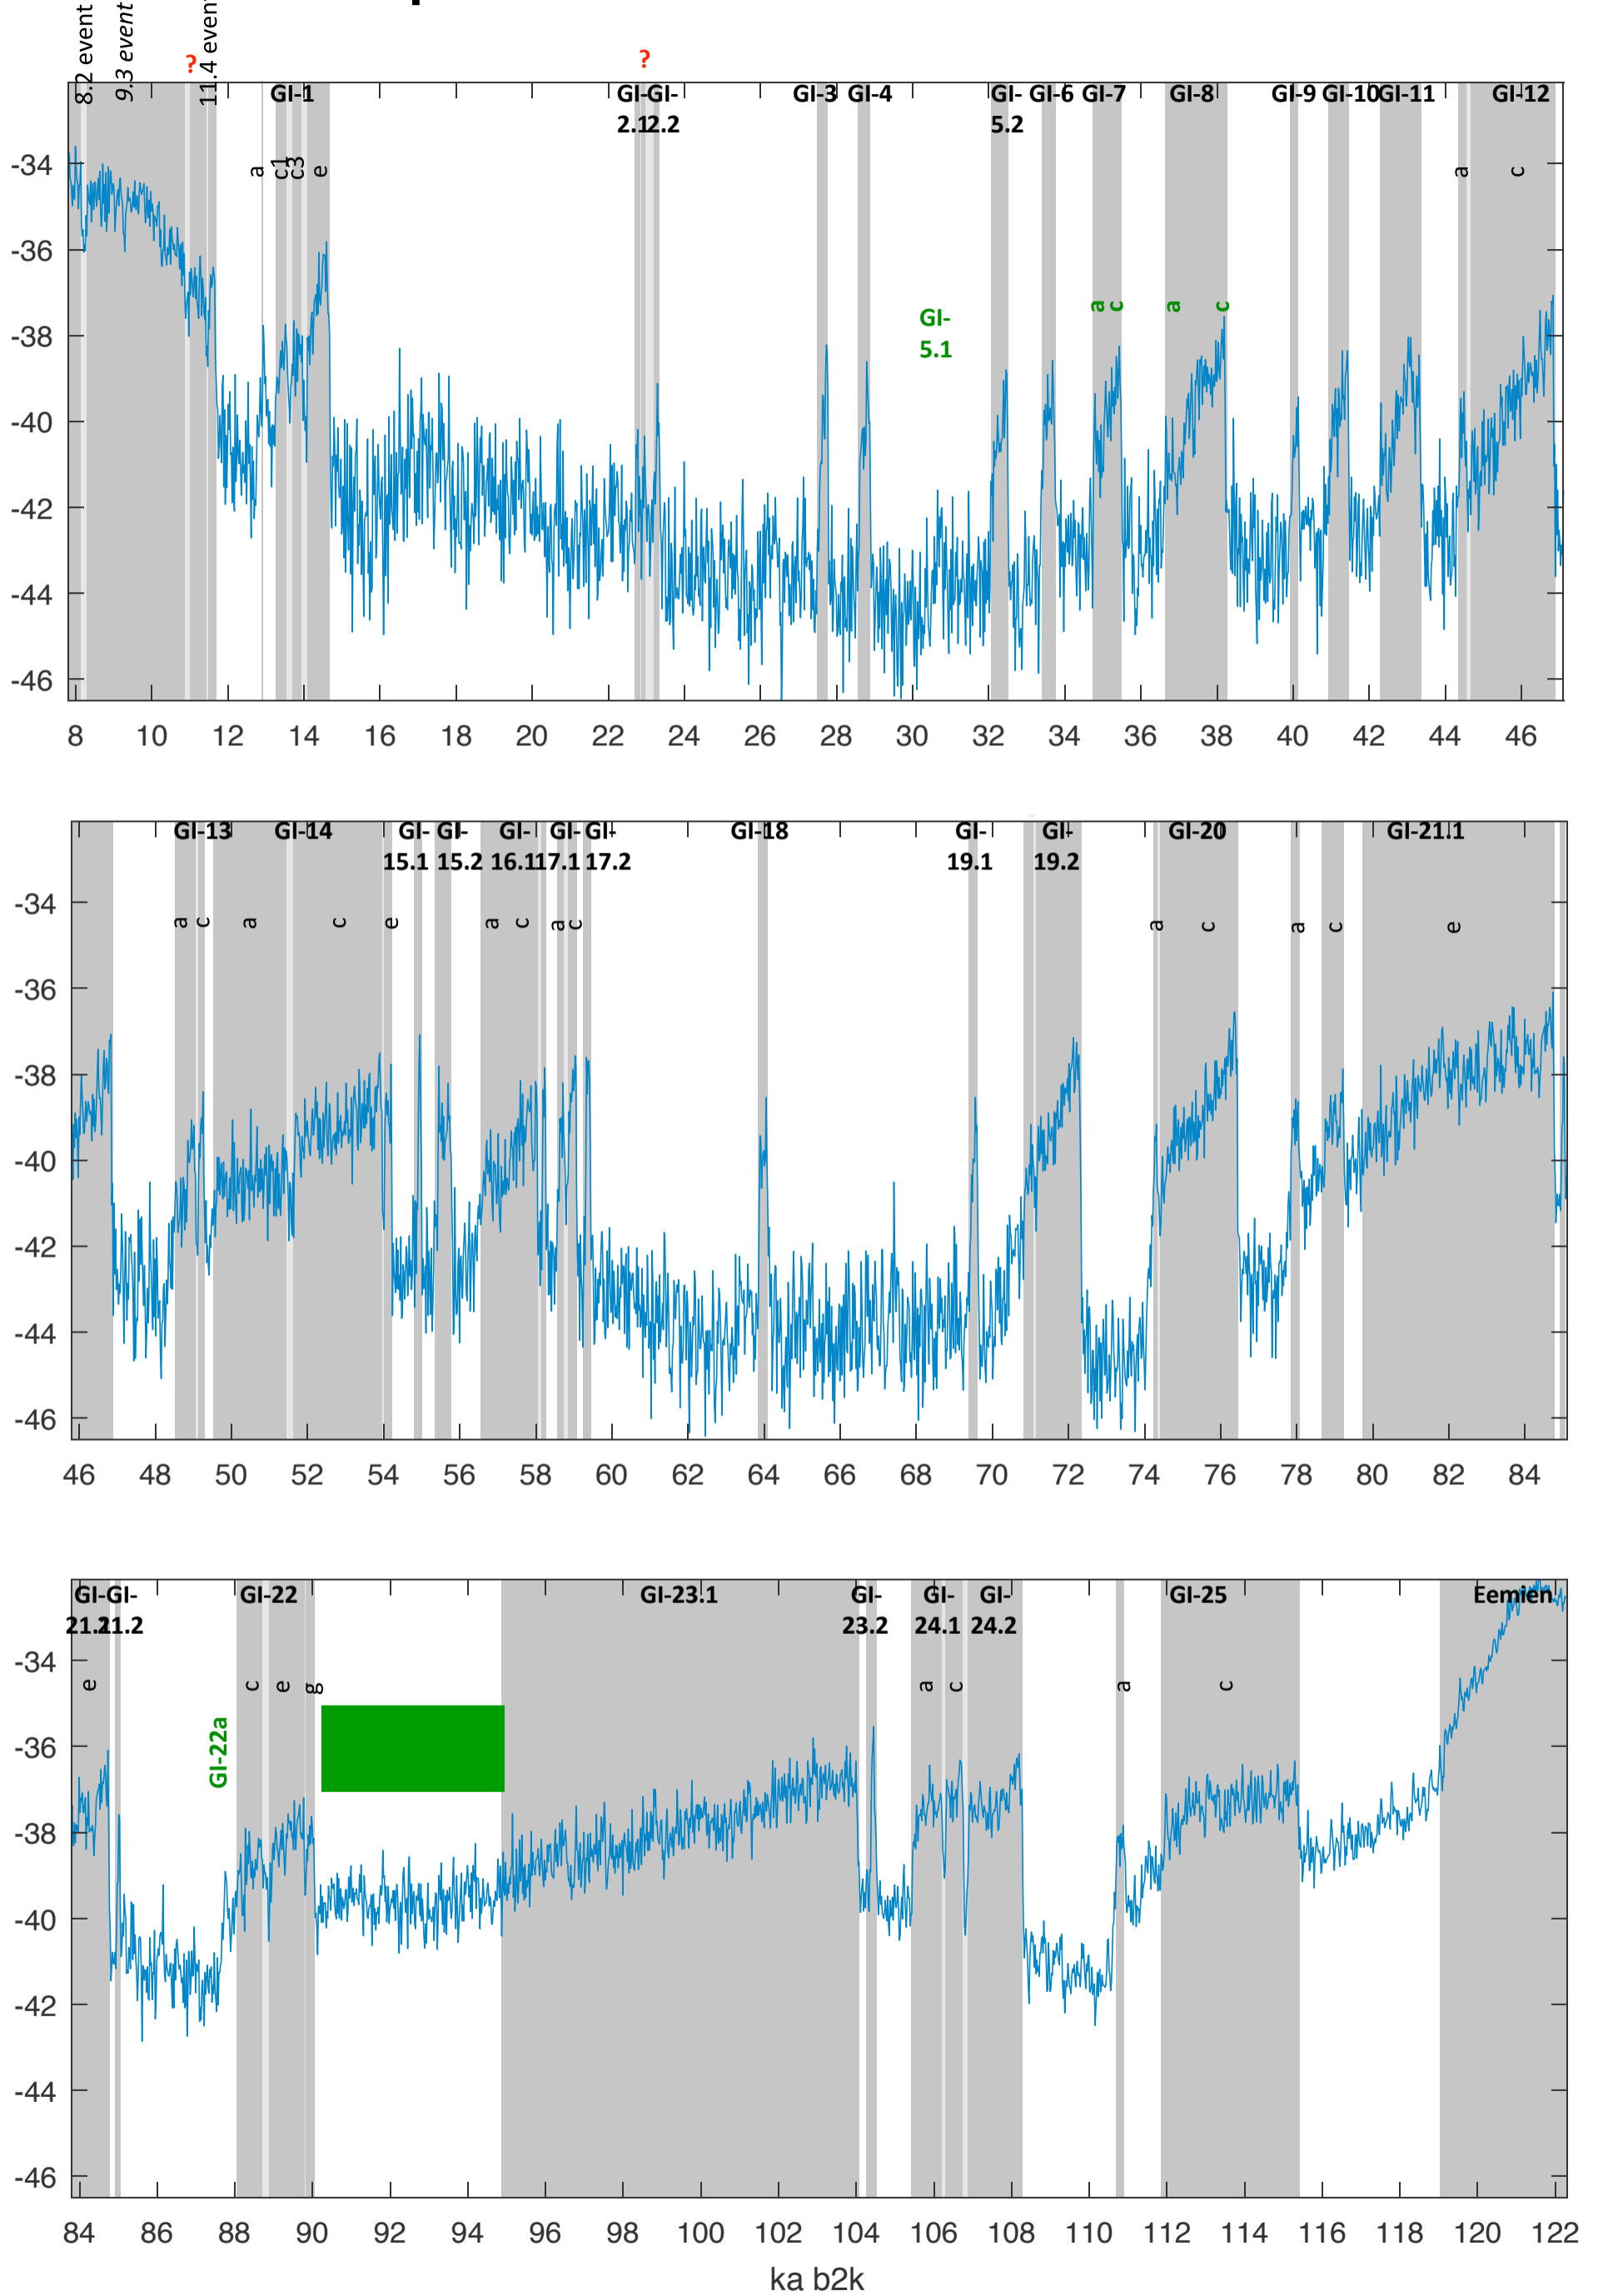 8.2 event
9.3 event
11.4 event
?
?
GI-1
GI- GI-
2.1 2.2
GI-3 GI-4
GI-
5.2
GI-6 GI-7 GI-8 GI-9 GI-10 GI-11 GI-12
a c1 c3 e
a c
GI-
5.1
a c a c
-34
-36
-38
-40
-42
-44
-46
8 10 12 14 16 18 20 22 24 26 28 30 32 34 36 38 40 42 44 46
GI-13 GI-14 GI- GI- GI- GI- GI- GI-18 GI- GI- GI-20 GI-21.1
15.1 15.2 16.1 17.1 17.2 19.1 19.2
a c a c e a c a c a c a c e
-34
-36
-38
-40
-42
-44
-46
46 48 50 52 54 56 58 60 62 64 66 68 70 72 74 76 78 80 82 84
GI- GI- GI-22 GI-23.1 GI- GI- GI- GI-25 Eemien
21.1 21.2 23.2 24.1 24.2
e c e g a c a c
GI-22a
-34
-36
-38
-40
-42
-44
-46
84 86 88 90 92 94 96 98 100 102 104 106 108 110 112 114 116 118 120 122
ka b2k